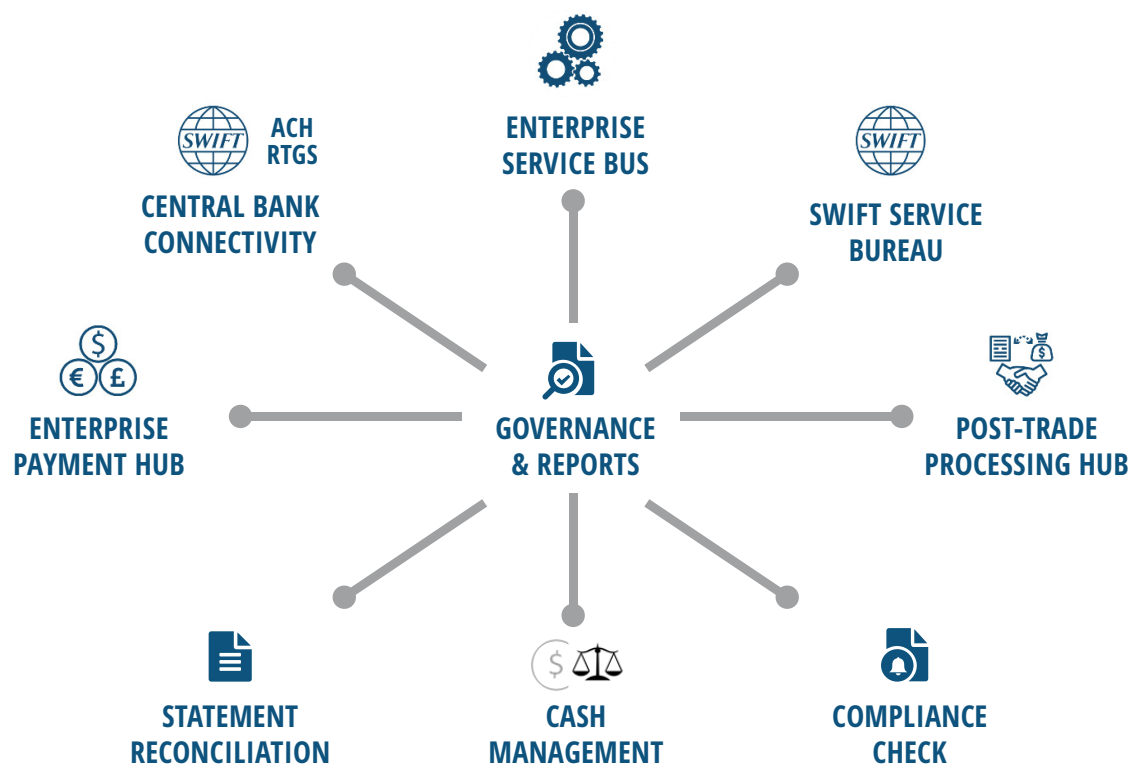 ENTERPRISE
SERVICE BUS
SWIFT
ACH
RTGS
CENTRAL BANK
CONNECTIVITY
SWIFT
SWIFT SERVICE
BUREAU
$
€ £
ENTERPRISE
PAYMENT HUB
GOVERNANCE
& REPORTS
$
POST-TRADE
PROCESSING HUB
STATEMENT
RECONCILIATION
$
CASH
MANAGEMENT
COMPLIANCE
CHECK